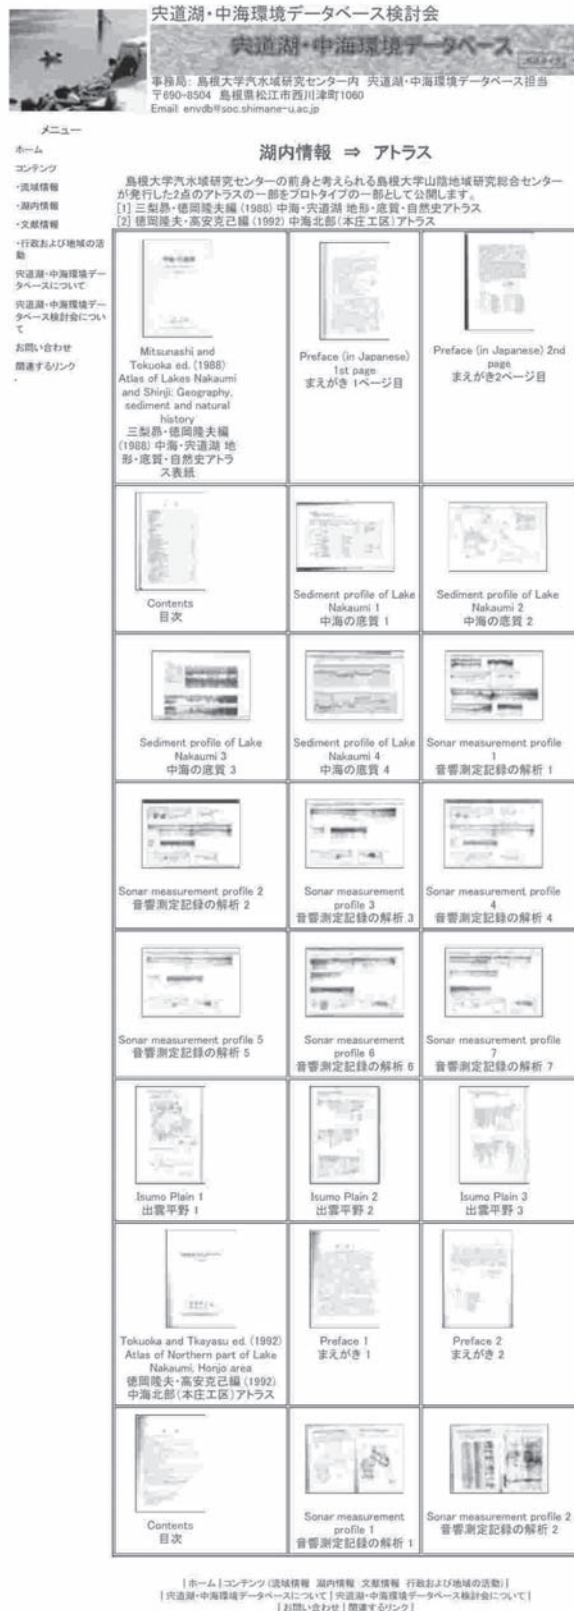 宍道湖・中海環境データベース検討会
宍道湖・中海環境データベース
事務局: 島根大学汽水域研究センター内 宍道湖・中海環境データベース担当
〒690-8504 島根県松江市西川津町1060
Email: envdb@soc.shimane-u.ac.jp
メニュー
ホーム
コンテンツ
・流域情報
・湖内情報
・文献情報
・行政および地域の活
動
宍道湖・中海環境デー
タベースについて
宍道湖・中海環境デー
タベース検討会につい
て
お問い合わせ
関連するリンク
湖内情報 ⇒ アトラス
島根大学汽水域研究センターの前身と考えられる島根大学山陰地域研究総合センター
が発行した2点のアトラスの一部をプロトタイプの一部として公開します。
[1] 三梨昴・徳岡隆夫編(1988) 中海・宍道湖 地形・底質・自然史アトラス
[2] 徳岡隆夫・高安克己編(1992) 中海北部(本庄工区)アトラス
Mitsunashi and
Tokuoka ed. (1988)
Atlas of Lakes Nakaumi
and Shinji: Geography,
sediment and natural
history
三梨昴・徳岡隆夫編
(1988) 中海・宍道湖 地
形・底質・自然史アトラ
ス表紙
Preface (in Japanese)
1st page
まえがき 1ページ目
Preface (in Japanese) 2nd
page
まえがき2ページ目
Contents
目次
Sediment profile of Lake
Nakaumi 1
中海の底質 1
Sediment profile of Lake
Nakaumi 2
中海の底質 2
Sediment profile of Lake
Nakaumi 3
中海の底質 3
Sediment profile of Lake
Nakaumi 4
中海の底質 4
Sonar measurement profile
1
音響測定記録の解析 1
Sonar measurement profile 2
音響測定記録の解析 2
Sonar measurement
profile 3
音響測定記録の解析 3
Sonar measurement profile
4
音響測定記録の解析 4
Sonar measurement profile 5
音響測定記録の解析 5
Sonar measurement
profile 6
音響測定記録の解析 6
Sonar measurement profile
7
音響測定記録の解析 7
Isumo Plain 1
出雲平野 1
Isumo Plain 2
出雲平野 2
Isumo Plain 3
出雲平野 3
Tokuoka and Tkayasu ed. (1992)
Atlas of Northern part of Lake
Nakaumi, Honjo area
徳岡隆夫・高安克己編(1992)
中海北部(本庄工区)アトラス
Preface 1
まえがき 1
Preface 2
まえがき 2
Contents
目次
Sonar measurement
profile 1
音響測定記録の解析 1
Sonar measurement profile 2
音響測定記録の解析 2
| ホーム | コンテンツ (流域情報 湖内情報 文献情報 行政および地域の活動) |
| 宍道湖・中海環境データベースについて | 宍道湖・中海環境データベース検討会について |
| お問い合わせ | 関連するリンク |